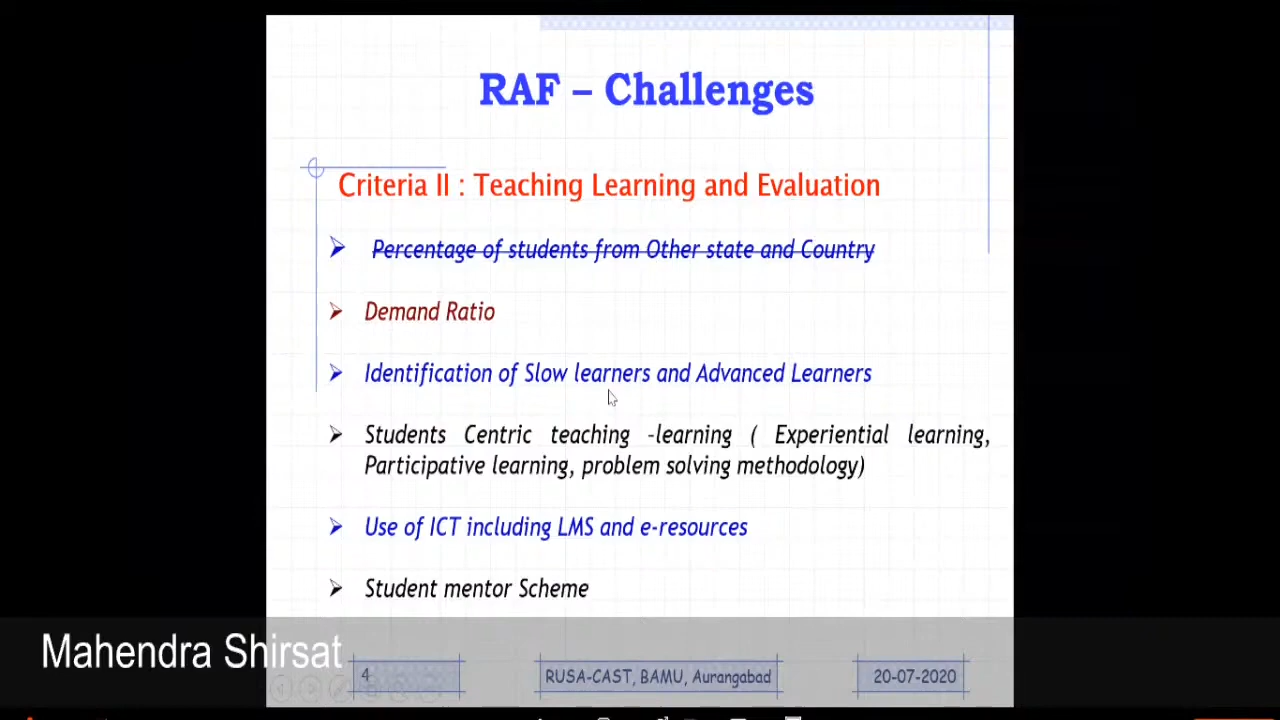 RAF – Challenges
Criteria II : Teaching Learning and Evaluation
Percentage of students from Other state and Country
Demand Ratio
Identification of Slow learners and Advanced Learners
Students Centric teaching –learning ( Experiential learning,
Participative learning, problem solving methodology)
Use of ICT including LMS and e-resources
Student mentor Scheme
Mahendra Shirsat
4
RUSA-CAST, BAMU, Aurangabad
20-07-2020